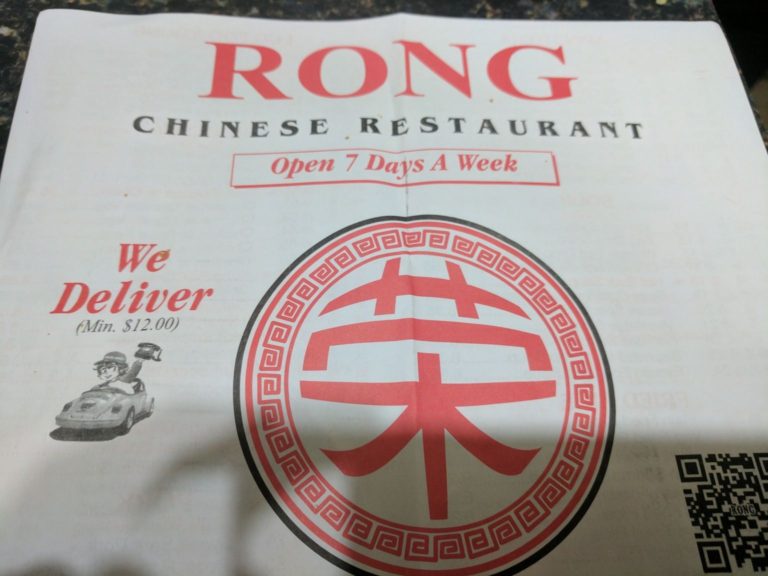 RONG
CHINESE RESTAURANT
Open 7 Days A Week
We
Deliver
(Min. $12.00)
荣
RONG